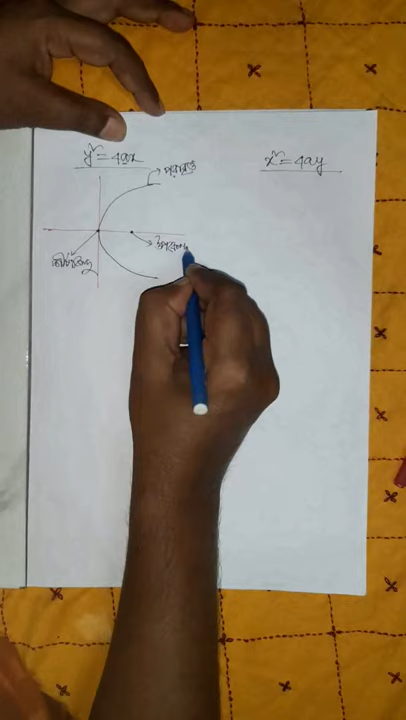 y² = 4ax
x² = 4ay
পরাবৃত্ত
শীর্ষবিন্দু
উপকেন্দ্র